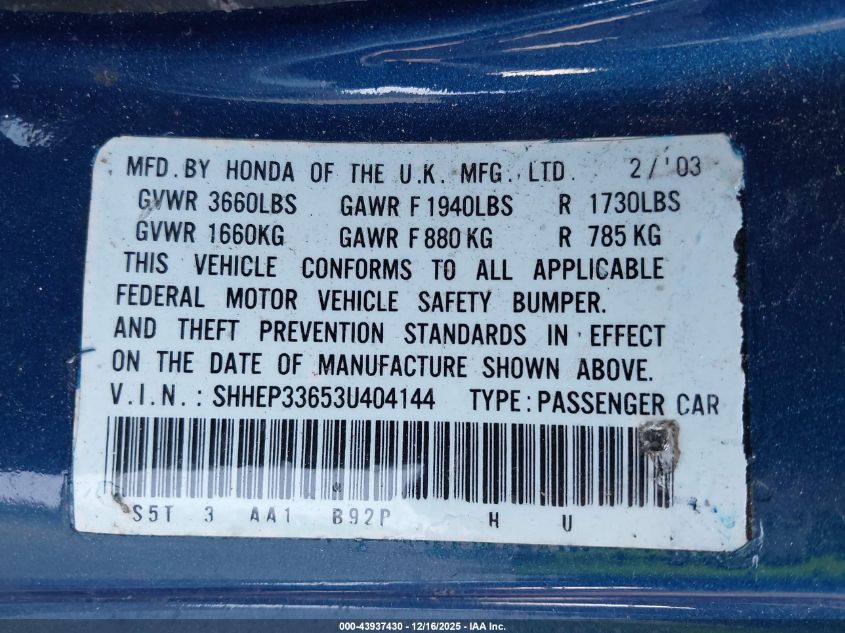 MFD. BY HONDA OF THE U.K. MFG. LTD. 2/'03
GVWR 3660LBS GAWR F 1940LBS R 1730LBS
GVWR 1660KG GAWR F 880 KG R 785 KG
THIS VEHICLE CONFORMS TO ALL APPLICABLE
FEDERAL MOTOR VEHICLE SAFETY BUMPER.
AND THEFT PREVENTION STANDARDS IN EFFECT
ON THE DATE OF MANUFACTURE SHOWN ABOVE.
V.I.N.: SHHEP33653U404144 TYPE: PASSENGER CAR
S5T 3 AA1 B92P H U
000-43937430 - 12/16/2025 - IAA Inc.